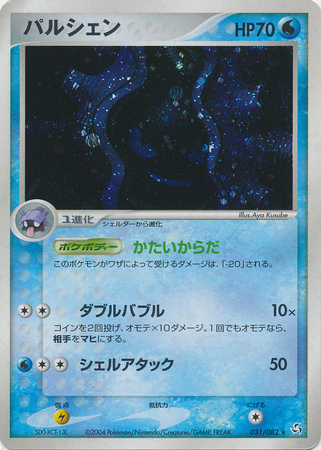 パルシェン HP70
Illus.Aya Kusube
1進化 シェルダーから進化
ポケボディー かたいからだ
このポケモンがワザによって受けるダメージは、「-20」される。
ダブルバブル 10×
コインを2回投げ、オモテ×10ダメージ。1回でもオモテなら、
相手をマヒにする。
シェルアタック 50
弱点 抵抗力 にげる
©2004 Pokémon/Nintendo/Creatures/GAME FREAK
031/082 ★